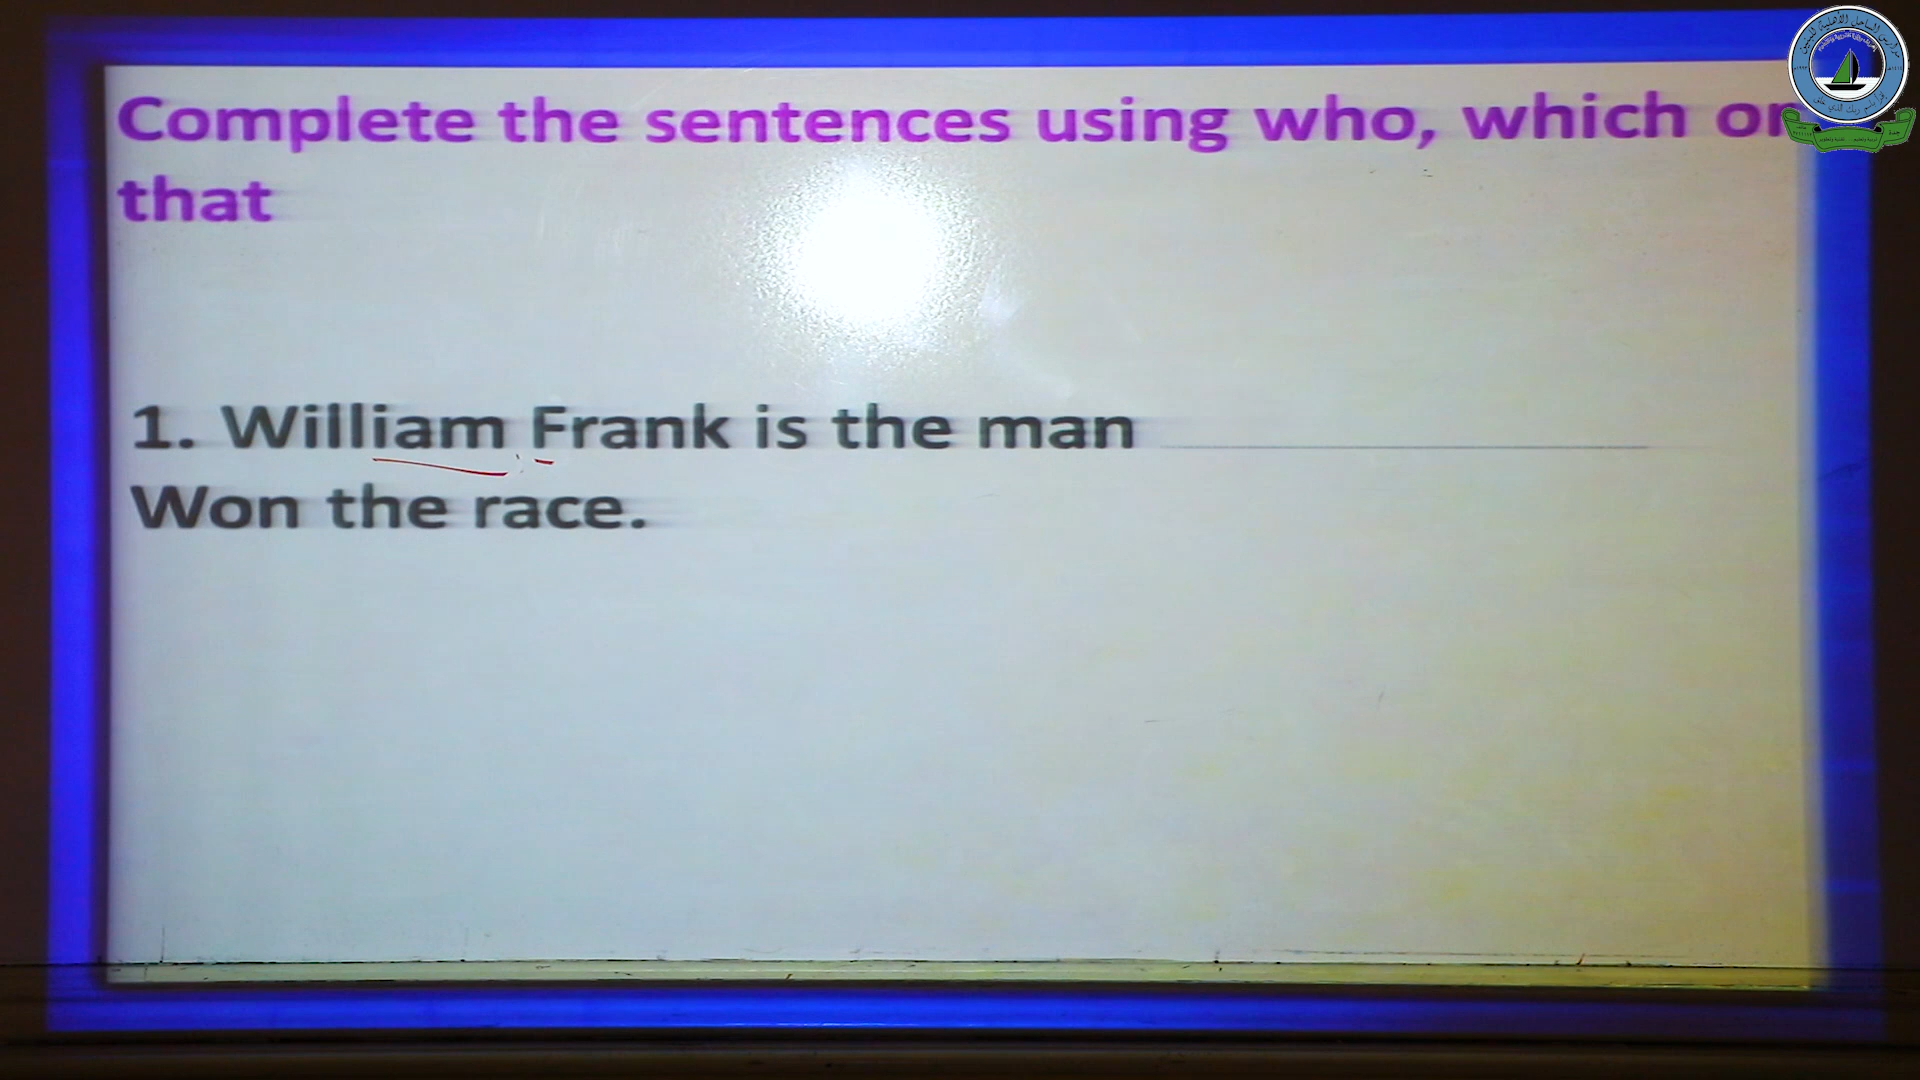 Complete the sentences using who, which or
that
1. William Frank is the man
Won the race.